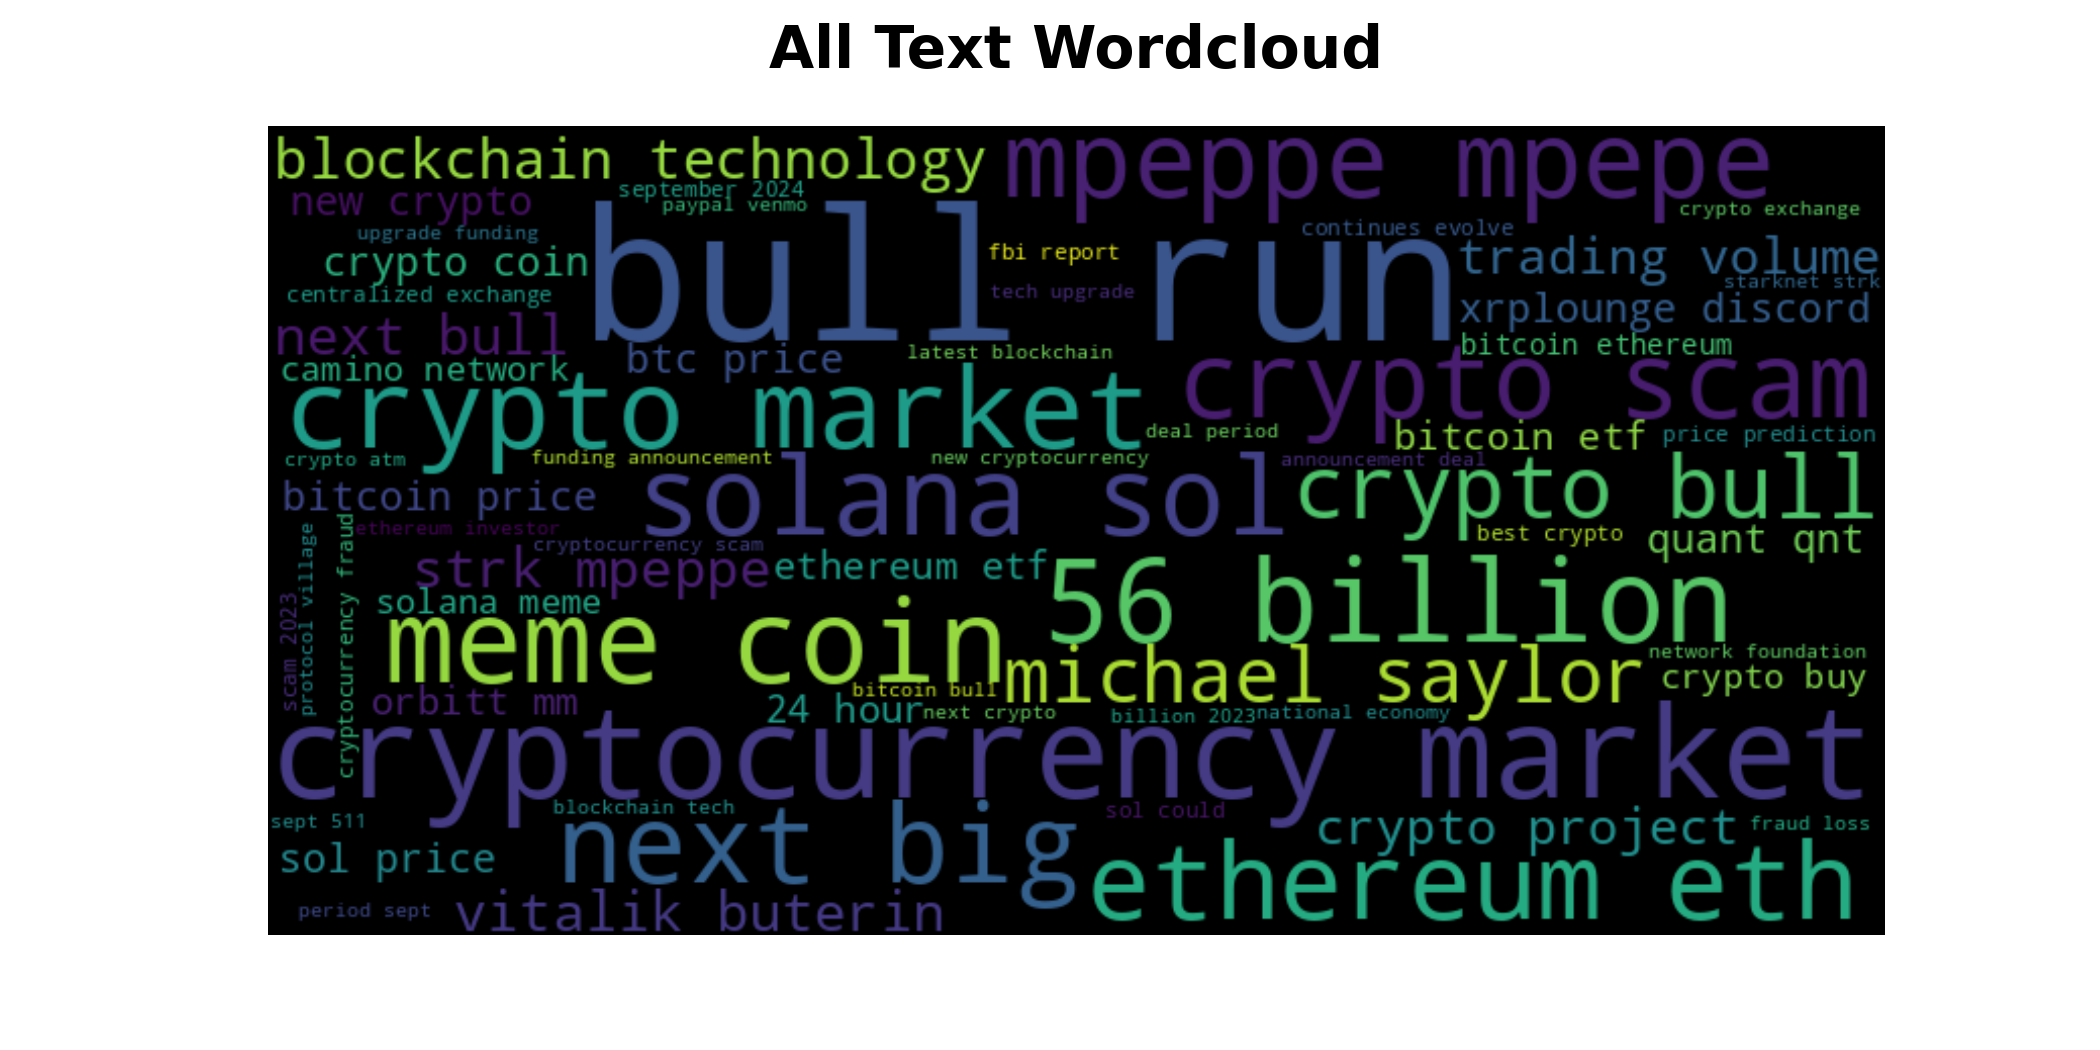 All Text Wordcloud
blockchain technology
mpeppe mpepe
new crypto
september 2024
paypal venmo
crypto exchange
upgrade funding
bull run
continues evolve
crypto coin
fbi report
trading volume
centralized exchange
tech upgrade
starknet strk
xrplounge discord
next bull
btc price
latest blockchain
bitcoin ethereum
camino network
crypto market
crypto scam
deal period
bitcoin etf
price prediction
crypto atm
funding announcement
new cryptocurrency
announcement deal
bitcoin price
solana sol
crypto bull
ethereum investor
best crypto
quant qnt
cryptocurrency scam
strk mpeppe
ethereum etf
56 billion
scam 2023
protocol village
cryptocurrency fraud
solana meme
meme coin
michael saylor
network foundation
crypto buy
orbitt mm
bitcoin bull
24 hour
next crypto
billion 2023
national economy
cryptocurrency market
blockchain tech
sol could
sept 511
next big
crypto project
fraud loss
sol price
ethereum eth
period sept
vitalik buterin